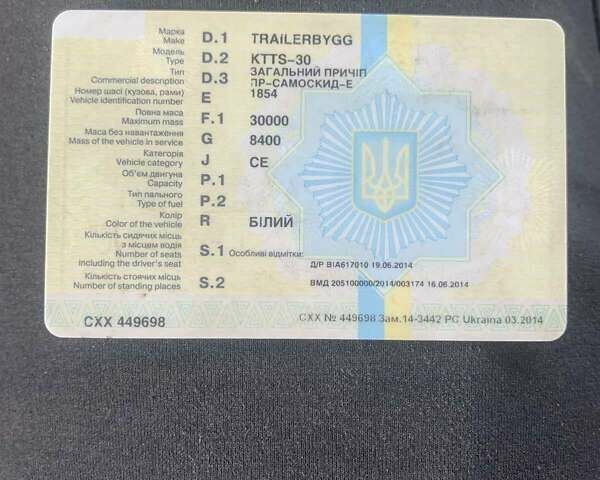 Марка
Make D.1 TRAILERBYGG
Модель
Type D.2 KTTS-30
Тип
Commercial description D.3 ЗАГАЛЬНИЙ ПРИЧІП
ПР-САМОСКИД-Е
Номер шасі (кузова, рами)
Vehicle identification number E 1854
Повна маса
Maximum mass F.1 30000
Маса без навантаження
Mass of the vehicle in service G 8400
Категорія
Vehicle category J CE
Об'єм двигуна
Capacity P.1
Тип пального
Type of fuel P.2
Колір
Color of the vehicle R БІЛИЙ
Кількість сидячих місць
з місцем водія
Number of seats
including the driver's seat S.1 Особливі відмітки:
Д/Р ВІА617010 19.06.2014
Кількість стоячих місць
Number of standing places S.2 ВМД 205100000/2014/003174 16.06.2014
СХХ 449698
СХХ № 449698 Зам.14-3442 РС Ukraina 03.2014